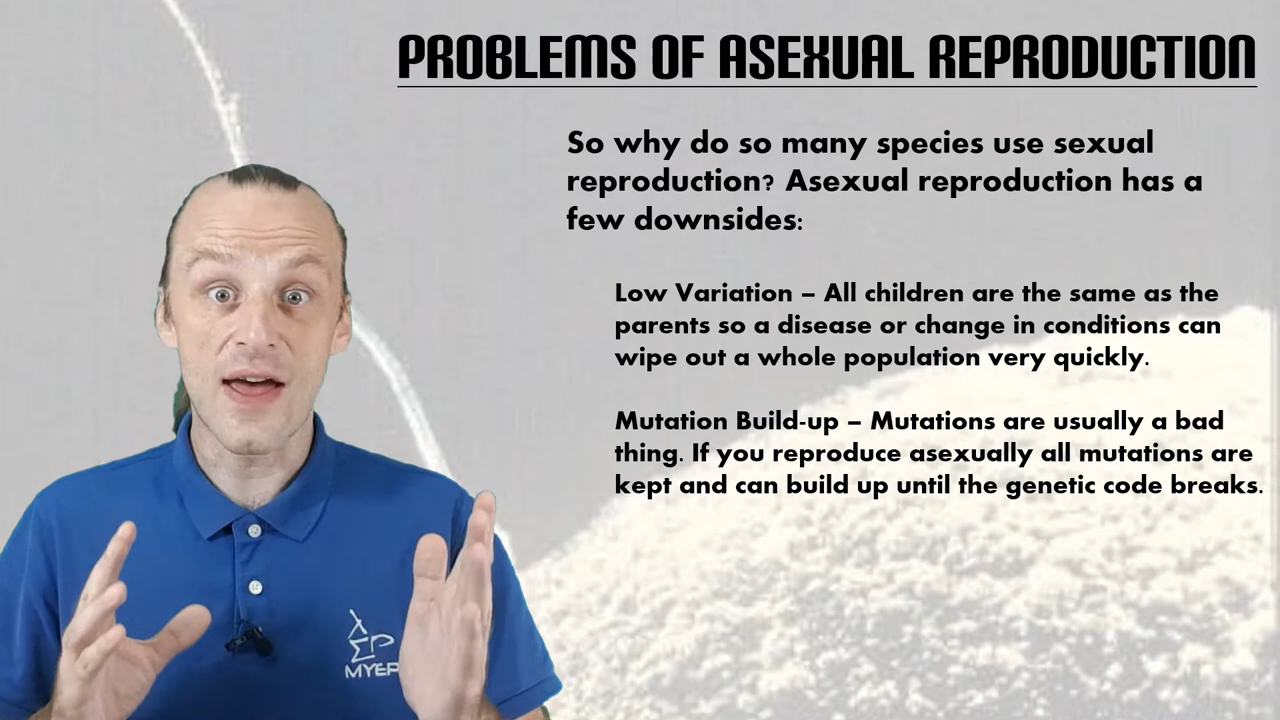 PROBLEMS OF ASEXUAL REPRODUCTION
So why do so many species use sexual
reproduction? Asexual reproduction has a
few downsides:
Low Variation – All children are the same as the
parents so a disease or change in conditions can
wipe out a whole population very quickly.
Mutation Build-up – Mutations are usually a bad
thing. If you reproduce asexually all mutations are
kept and can build up until the genetic code breaks.